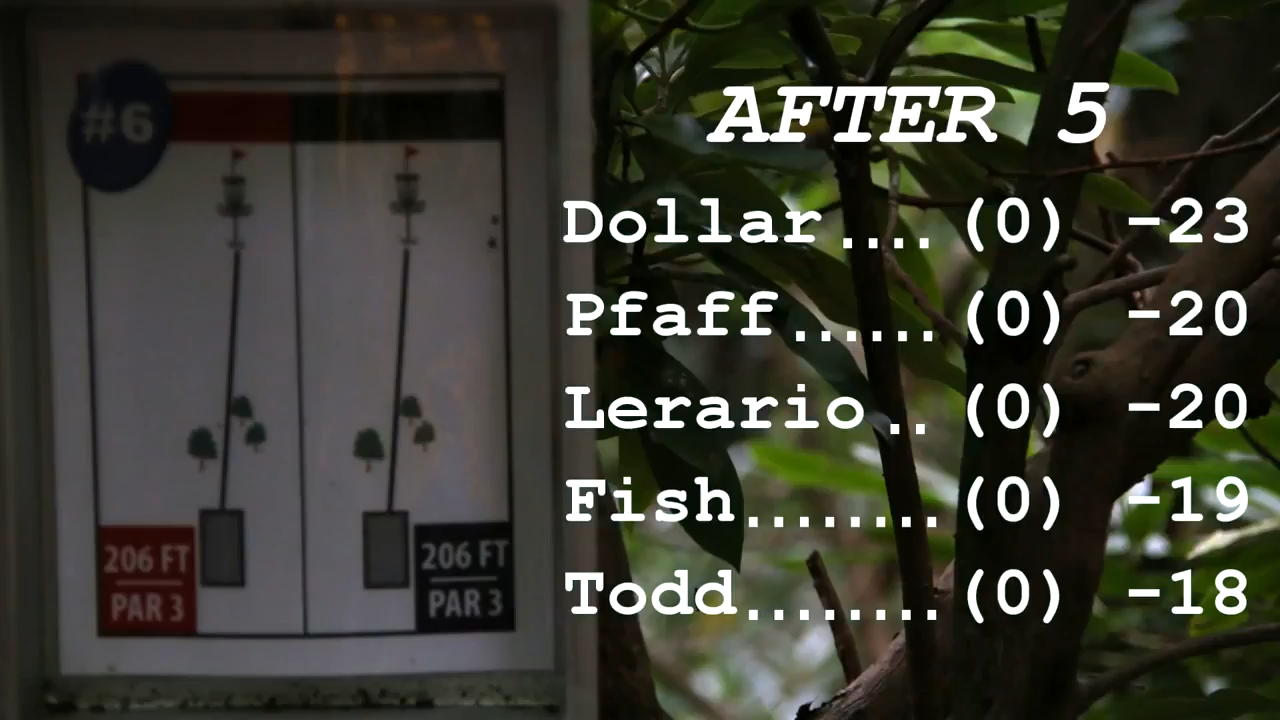 #6
206 FT
PAR 3
206 FT
PAR 3
AFTER 5
Dollar.... (0) -23
Pfaff...... (0) -20
Lerario.. (0) -20
Fish........ (0) -19
Todd........ (0) -18